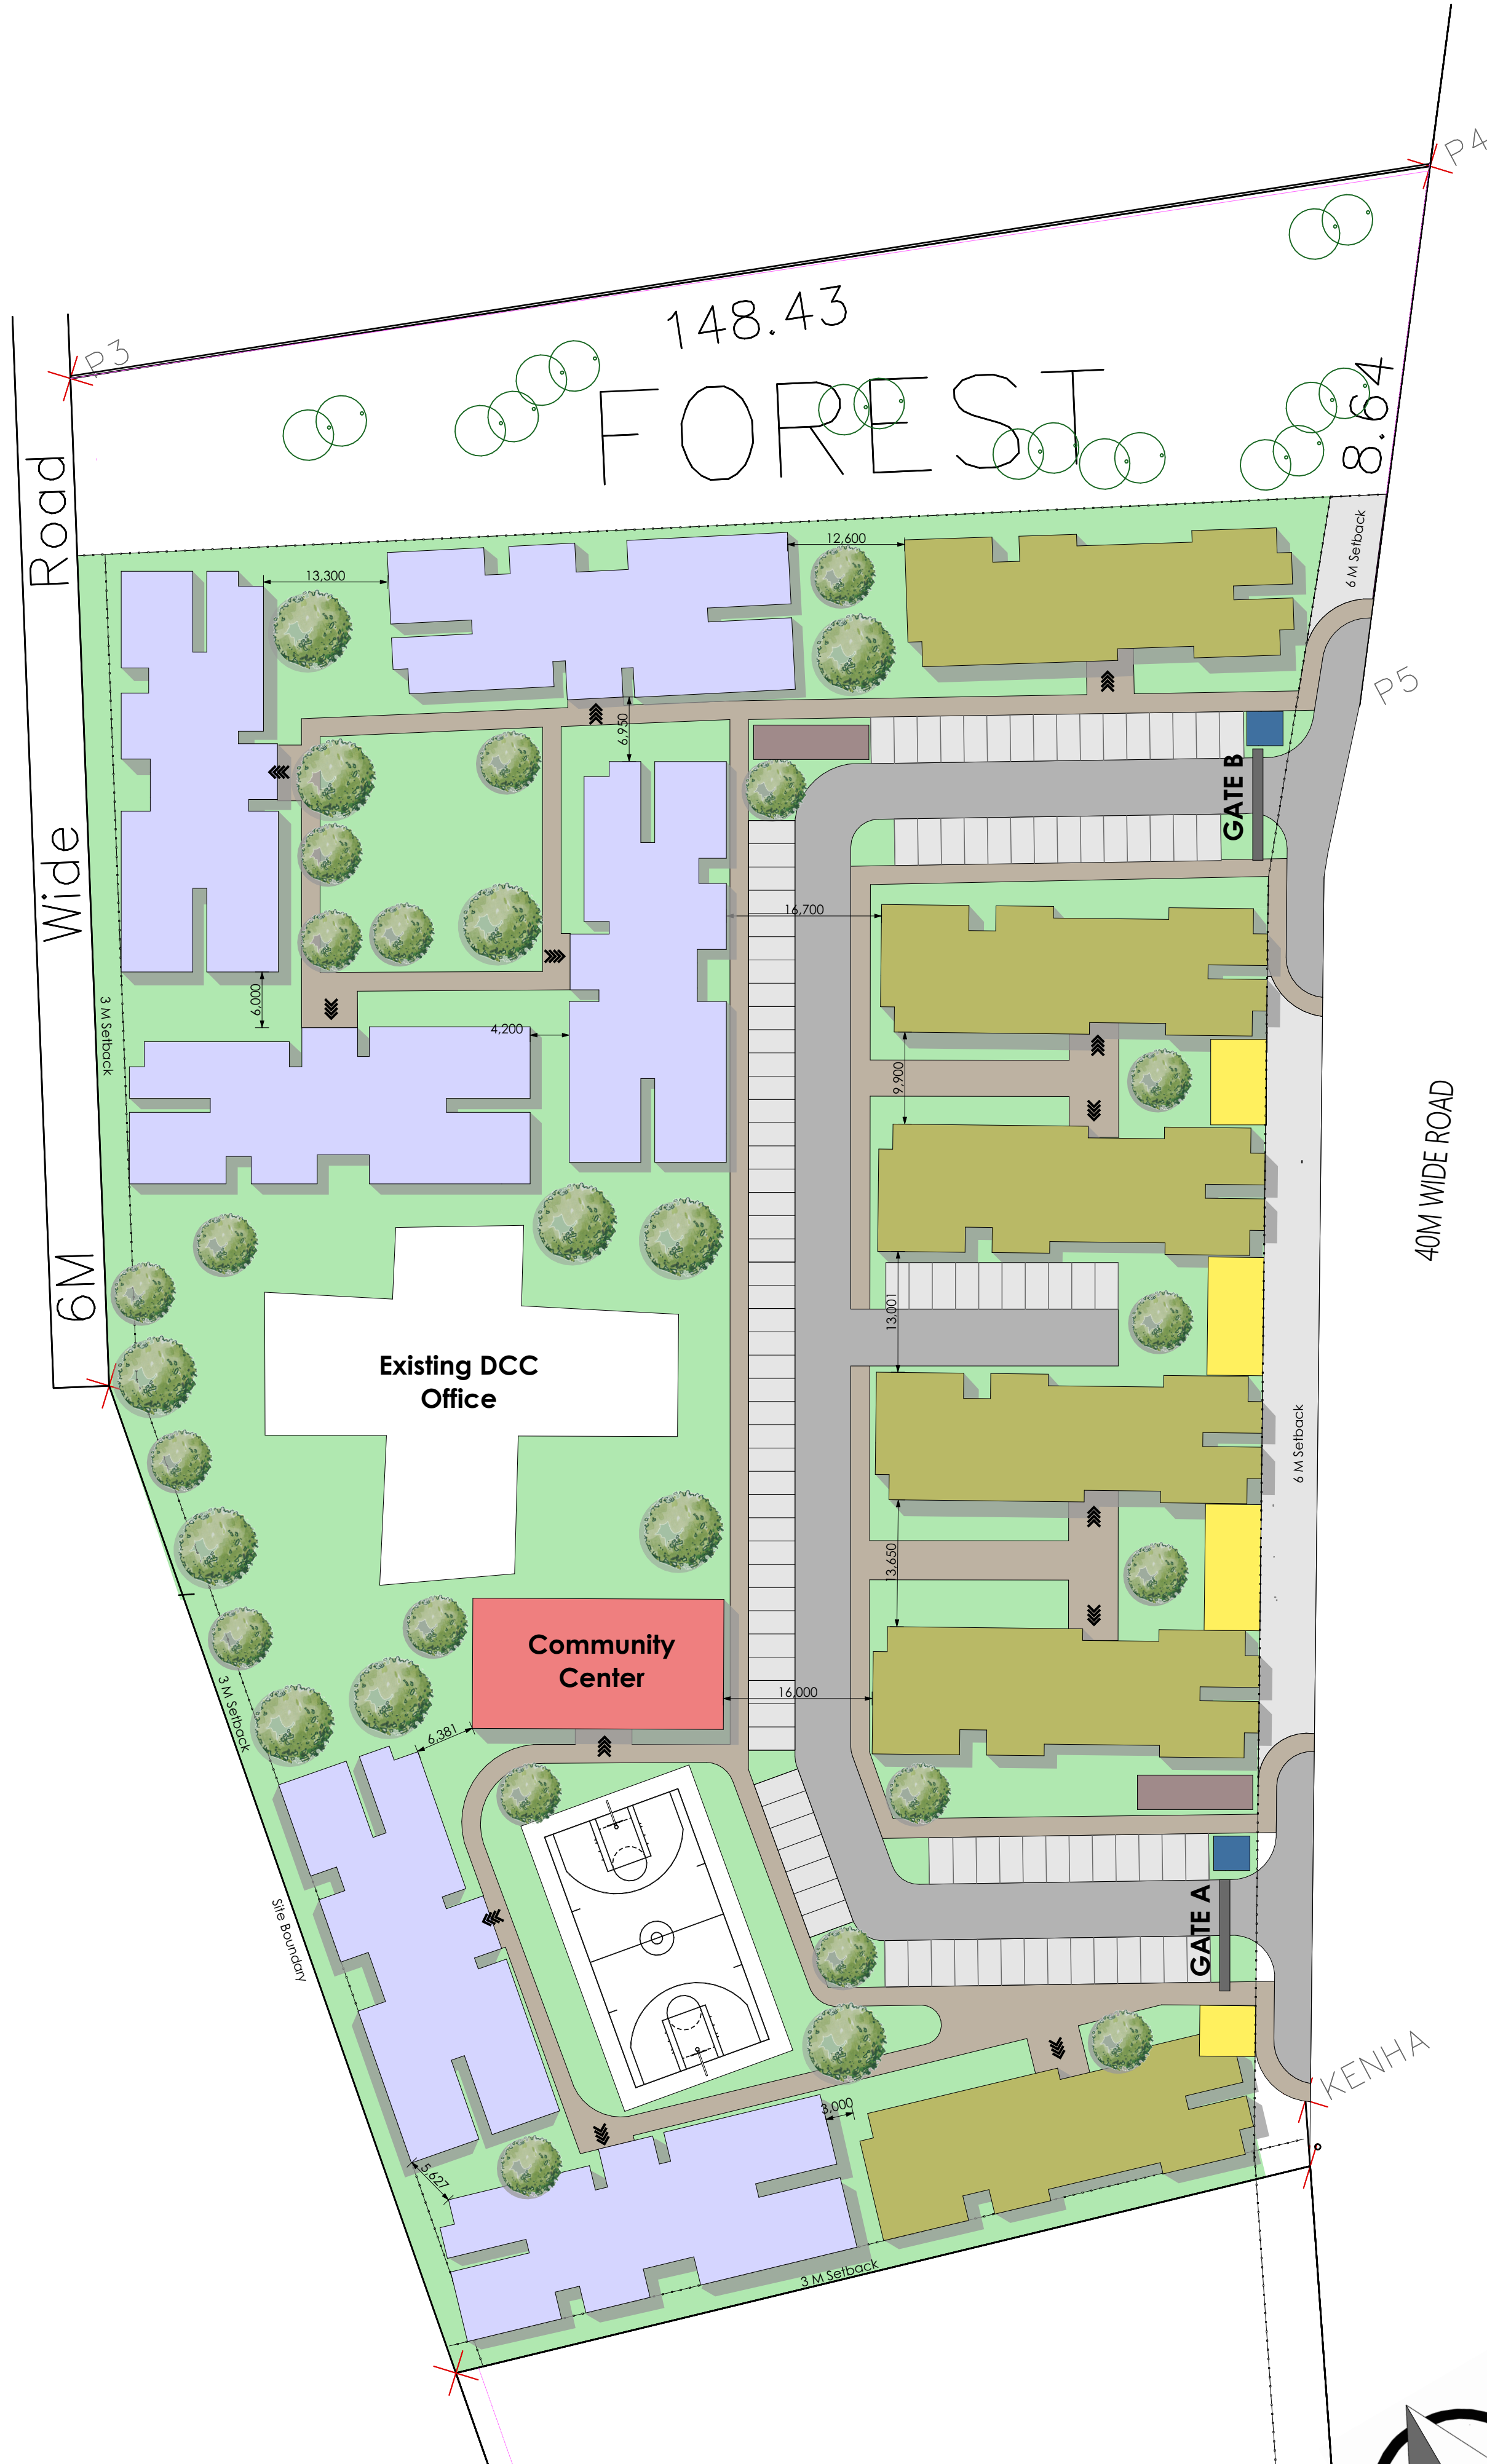 P4
148.43
P3
FOREST
8.64
6M Wide Road
6 M Setback
12,600
13,300
P5
6,950
GATE B
16,700
6,000
3 M Setback
4,200
9,900
40M WIDE ROAD
13,001
Existing DCC
Office
6 M Setback
13,650
Community
Center
16,000
3 M Setback
6,381
Site Boundary
GATE A
KENHA
3,000
5,627
3 M Setback